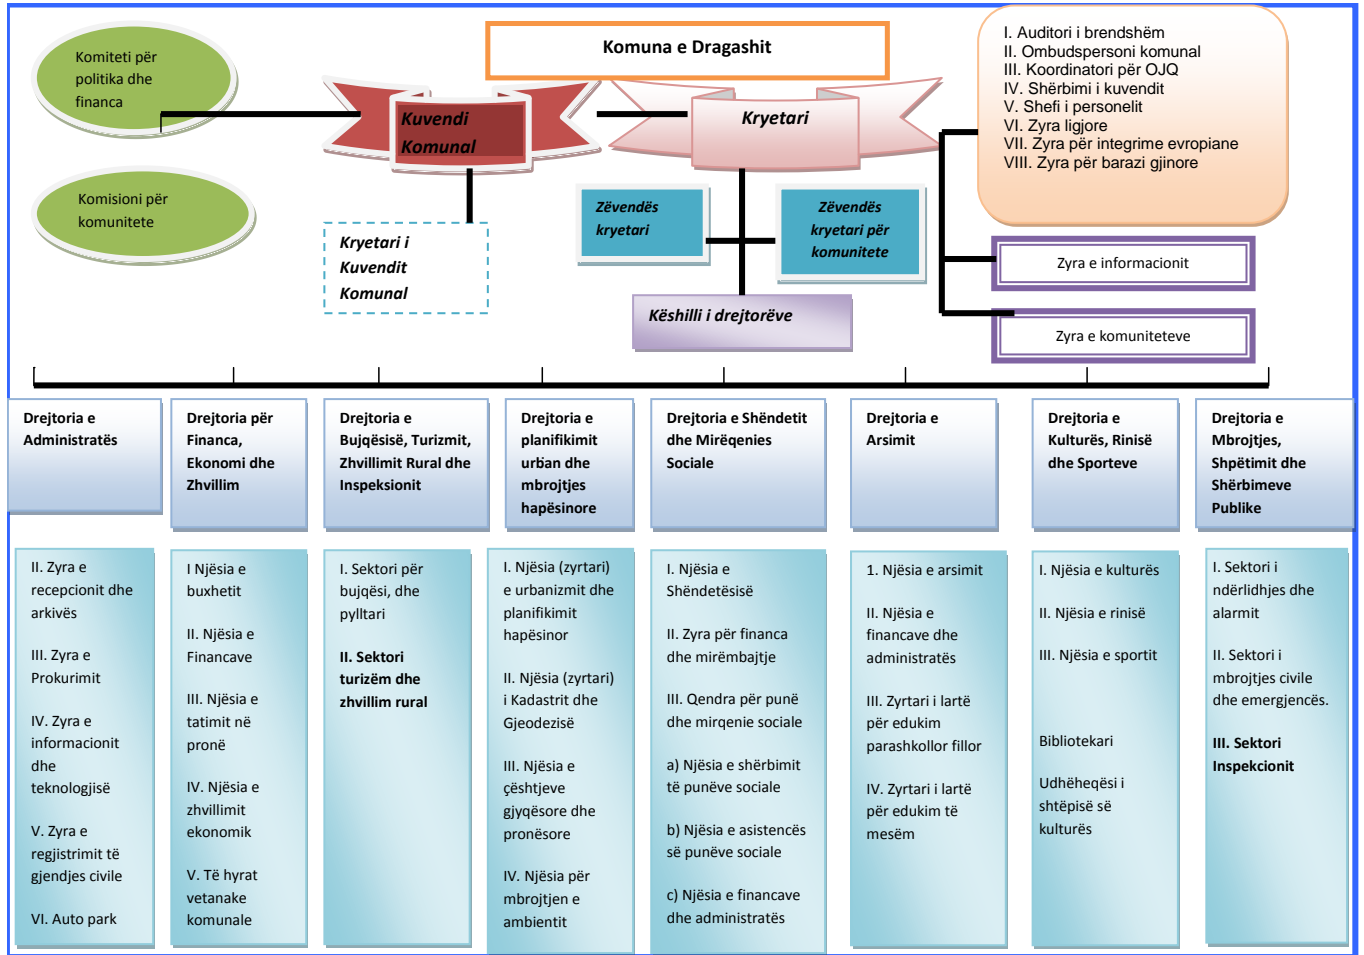 Komuna e Dragashit
Komiteti për
politika dhe
financa
Komisioni për
komunitete
Kuvendi
Komunal
Kryetari
I. Auditori i brendshëm
II. Ombudspersoni komunal
III. Koordinatori për OJQ
IV. Shërbimi i kuvendit
V. Shefi i personelit
VI. Zyra ligjore
VII. Zyra për integrime evropiane
VIII. Zyra për barazi gjinore
Kryetari i
Kuvendit
Komunal
Zëvendës
kryetari
Zëvendës
kryetari për
komunitete
Zyra e informacionit
Këshilli i drejtorëve
Zyra e komuniteteve
Drejtoria e
Administratës
Drejtoria për
Financa,
Ekonomi dhe
Zhvillim
Drejtoria e
Bujqësisë, Turizmit,
Zhvillimit Rural dhe
Inspeksionit
Drejtoria e
planifikimit
urban dhe
mbrojtjes
hapësinore
Drejtoria e Shëndetit
dhe Mirëqenies
Sociale
Drejtoria e
Arsimit
Drejtoria e
Kulturës, Rinisë
dhe Sporteve
Drejtoria e
Mbrojtjes,
Shpëtimit dhe
Shërbimeve
Publike
II. Zyra e
recepcionit dhe
arkivës
III. Zyra e
Prokurimit
IV. Zyra e
informacionit
dhe
teknologjisë
V. Zyra e
regjistrimit të
gjendjes civile
VI. Auto park
I Njësia e
buxhetit
II. Njësia e
Financave
III. Njësia e
tatimit në
pronë
IV. Njësia e
zhvillimit
ekonomik
V. Të hyrat
vetanake
komunale
I. Sektori për
bujqësi, dhe
pylltari
II. Sektori
turizëm dhe
zhvillim rural
I. Njësia (zyrtari)
e urbanizmit dhe
planifikimit
hapësinor
II. Njësia (zyrtari)
i Kadastrit dhe
Gjeodezisë
III. Njësia e
çështjeve
gjyqësore dhe
pronësore
IV. Njësia për
mbrojtjen e
ambientit
I. Njësia e
Shëndetësisë
II. Zyra për financa
dhe mirëmbajtje
III. Qendra për punë
dhe mirqenie sociale
a) Njësia e shërbimit
të punëve sociale
b) Njësia e asistencës
së punëve sociale
c) Njësia e financave
dhe administratës
1. Njësia e arsimit
II. Njësia e
financave dhe
administratës
III. Zyrtari i lartë
për edukim
parashkollor fillor
IV. Zyrtari i lartë
për edukim të
mesëm
I. Njësia e kulturës
II. Njësia e rinisë
III. Njësia e sportit
Bibliotekari
Udhëheqësi i
shtëpisë së
kulturës
I. Sektori i
ndërlidhjes dhe
alarmit
II. Sektori i
mbrojtjes civile
dhe emergjencës.
III. Sektori
Inspekcionit